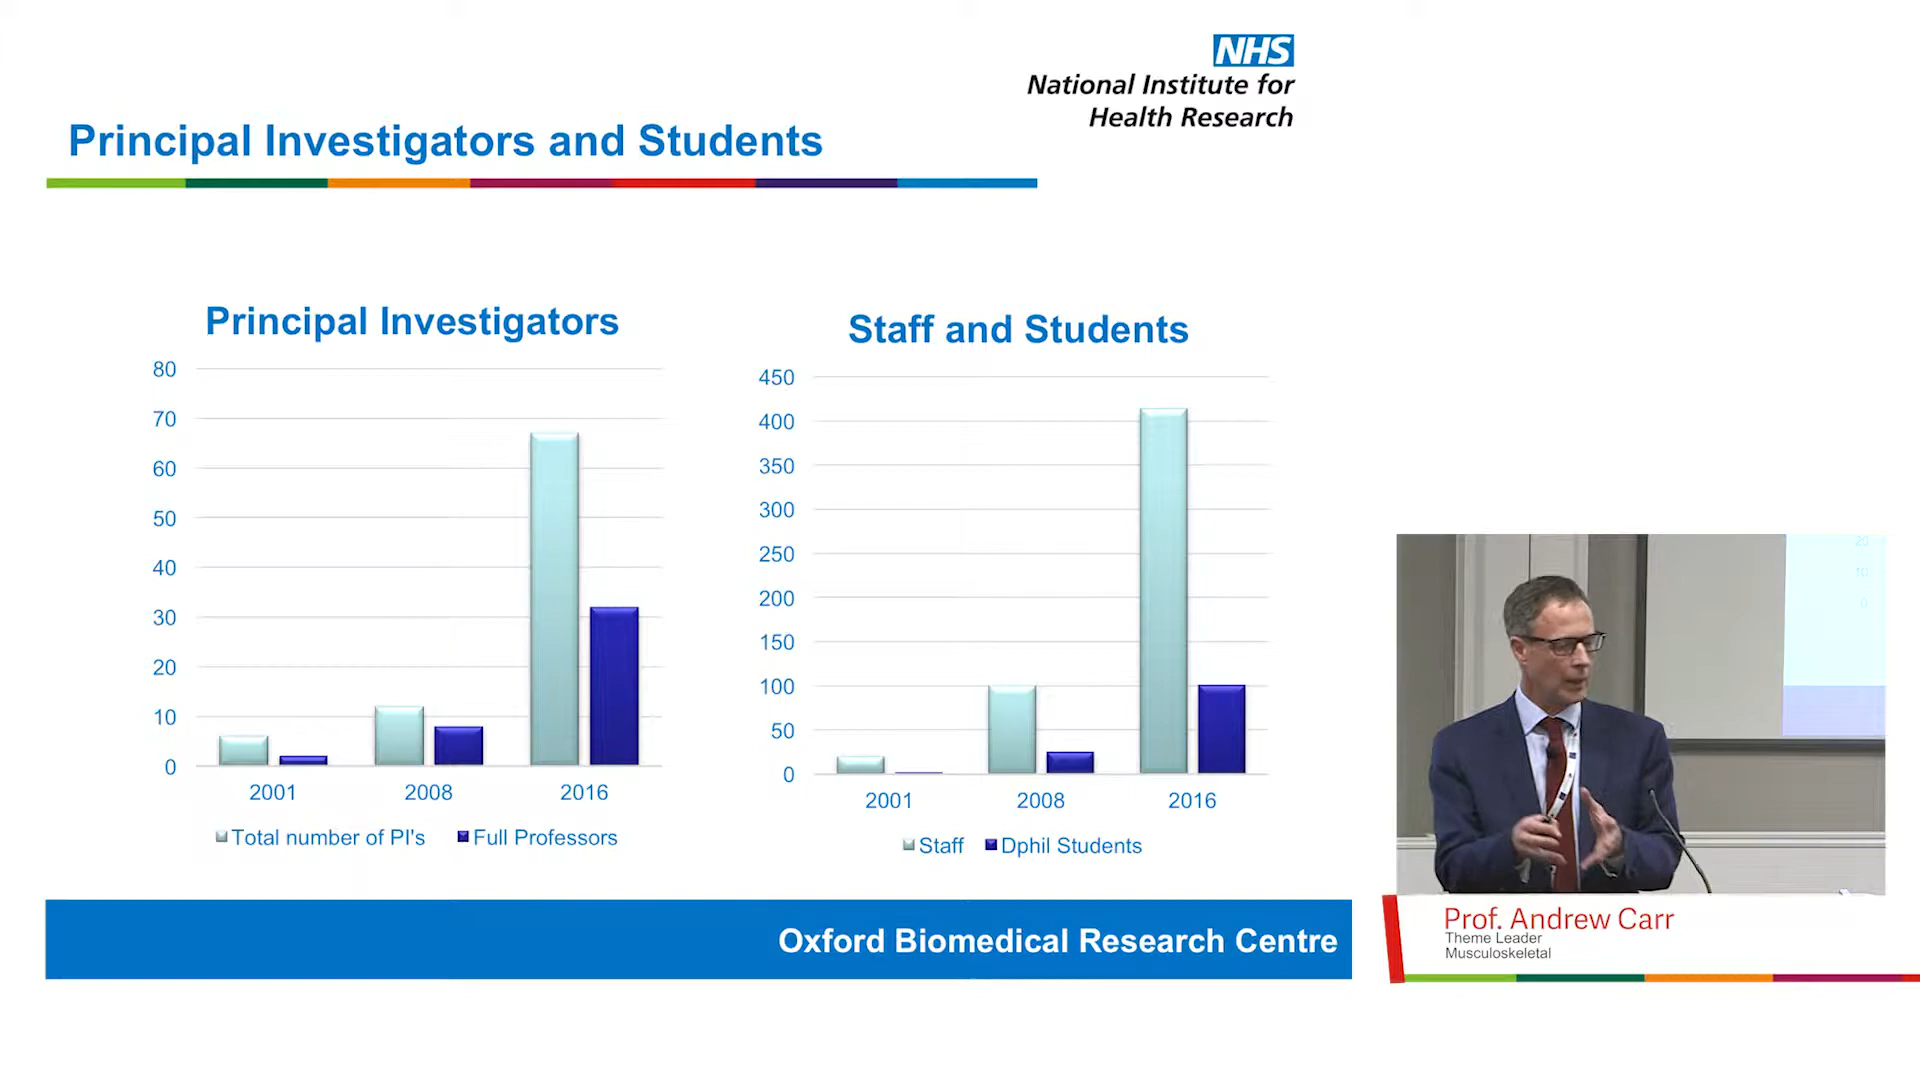 NHS
National Institute for
Health Research
Principal Investigators and Students
Principal Investigators
80
70
60
50
40
30
20
10
0
2001 2008 2016
Total number of PI's Full Professors
Staff and Students
450
400
350
300
250
200
150
100
50
0
2001 2008 2016
Staff Dphil Students
Oxford Biomedical Research Centre
20
10
0
Prof. Andrew Carr
Theme Leader
Musculoskeletal